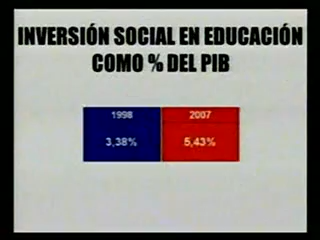 INVERSIÓN SOCIAL EN EDUCACIÓN
COMO % DEL PIB
1998 2007
3,38% 5,43%